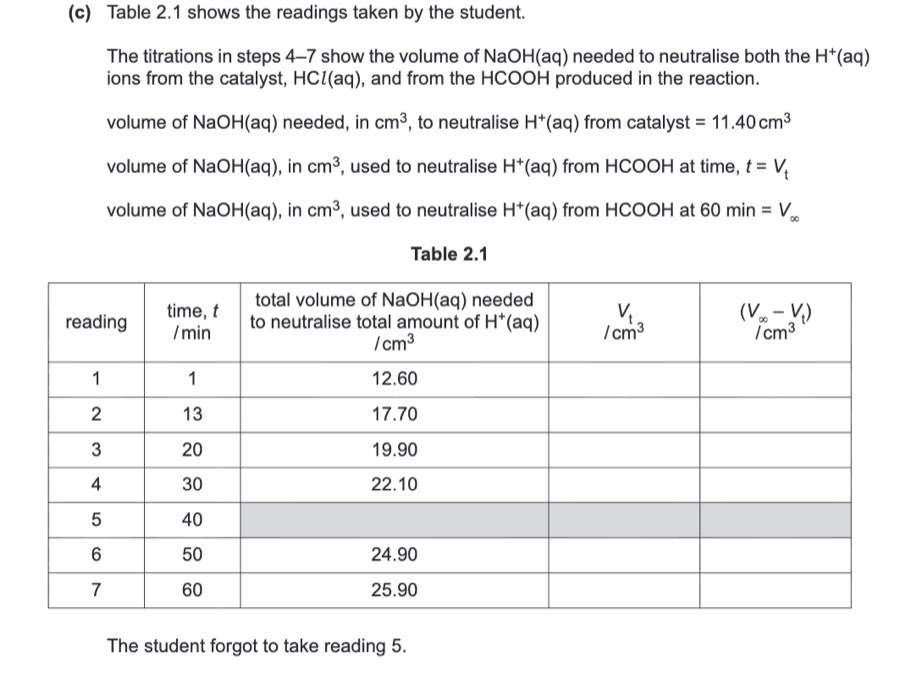 (c) Table 2.1 shows the readings taken by the student.
The titrations in steps 4–7 show the volume of NaOH(aq) needed to neutralise both the H⁺(aq)
ions from the catalyst, HCl(aq), and from the HCOOH produced in the reaction.
volume of NaOH(aq) needed, in cm³, to neutralise H⁺(aq) from catalyst = 11.40 cm³
volume of NaOH(aq), in cm³, used to neutralise H⁺(aq) from HCOOH at time, t = Vₜ
volume of NaOH(aq), in cm³, used to neutralise H⁺(aq) from HCOOH at 60 min = V∞
Table 2.1
reading
time, t
/ min
total volume of NaOH(aq) needed
to neutralise total amount of H⁺(aq)
/ cm³
Vₜ
/ cm³
(V∞ – Vₜ)
/ cm³
1 1 12.60
2 13 17.70
3 20 19.90
4 30 22.10
5 40
6 50 24.90
7 60 25.90
The student forgot to take reading 5.